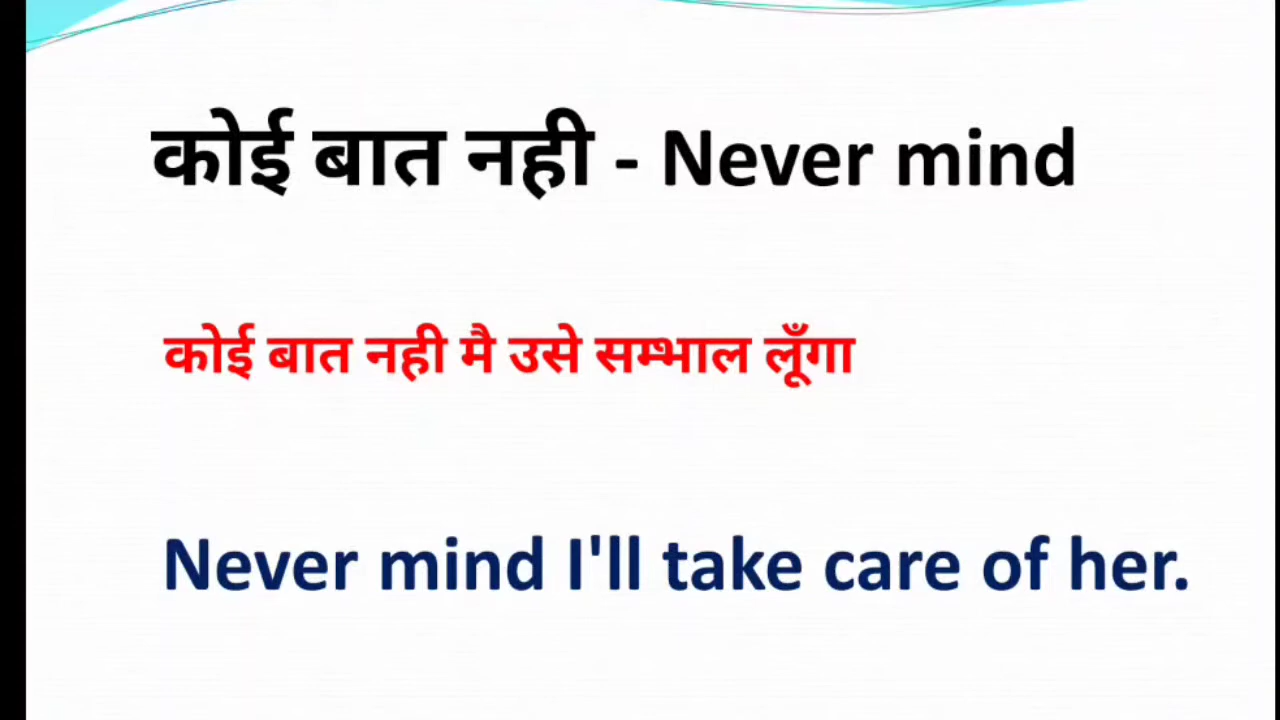 कोई बात नही - Never mind
कोई बात नही मै उसे सम्भाल लूँगा
Never mind I'll take care of her.